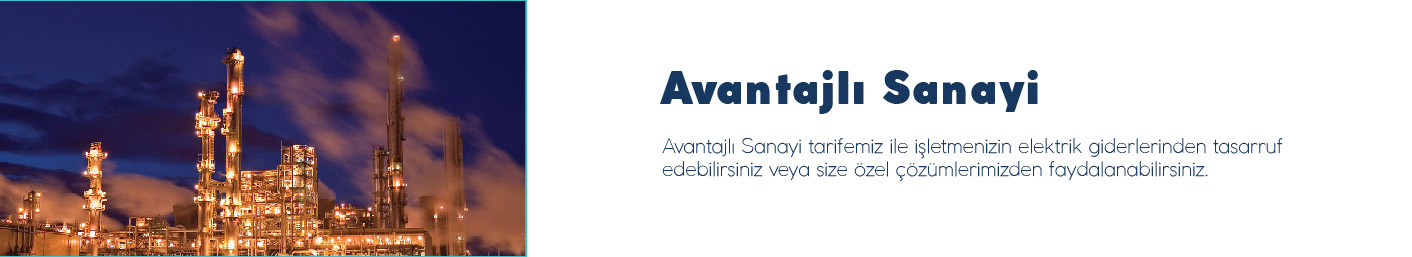 Avantajlı Sanayi
Avantajlı Sanayi tarifemiz ile işletmenizin elektrik giderlerinden tasarruf
edebilirsiniz veya size özel çözümlerimizden faydalanabilirsiniz.